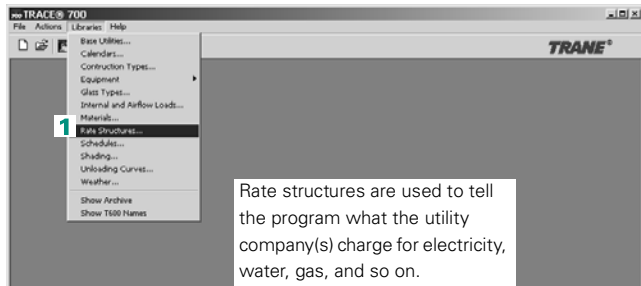 TRACE® 700
File Actions Libraries Help
TRANE®
Base Utilities...
Calendars...
Contruction Types...
Equipment
Glass Types...
Internal and Airflow Loads...
Materials...
1 Rate Structures...
Schedules...
Shading...
Unloading Curves...
Weather...
Show Archive
Show T600 Names
Rate structures are used to tell
the program what the utility
company(s) charge for electricity,
water, gas, and so on.